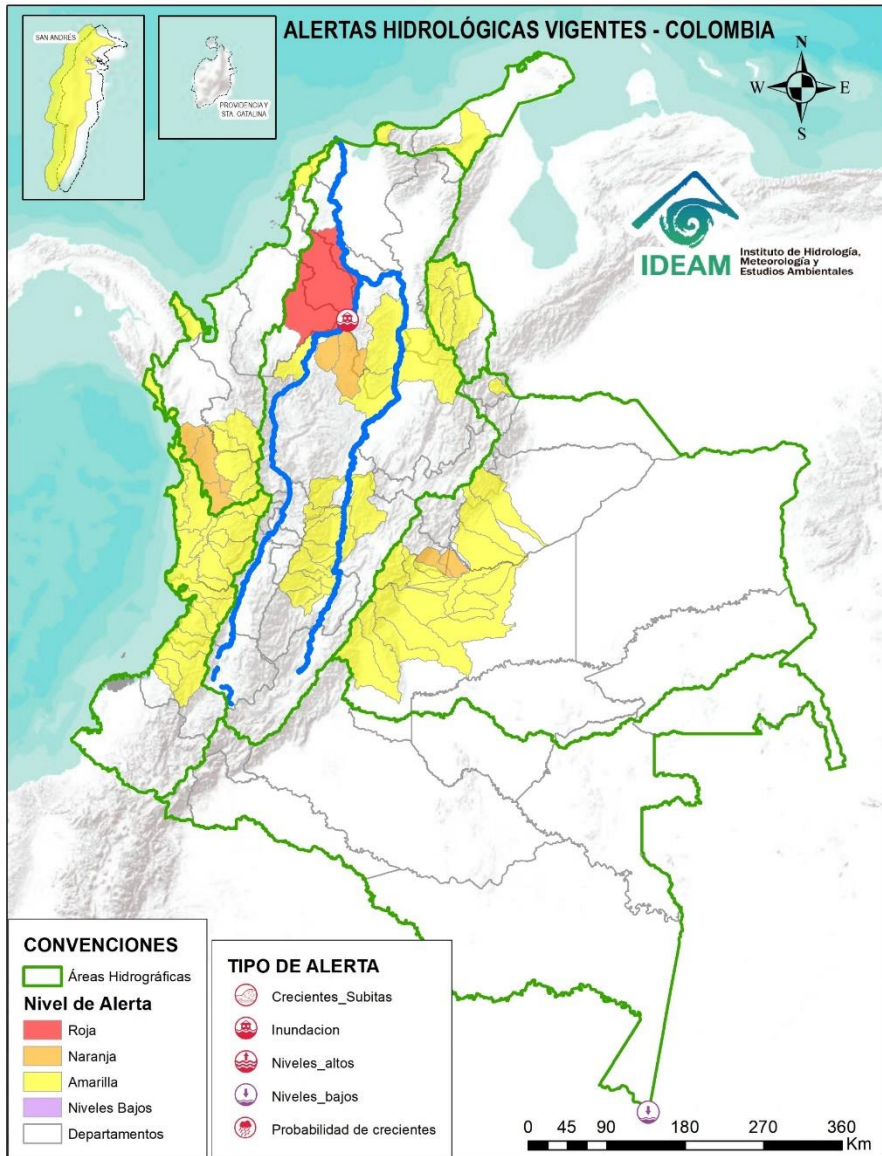 ALERTAS HIDROLÓGICAS VIGENTES - COLOMBIA
SAN ANDRÉS
PROVIDENCIA Y
STA. CATALINA
N
W
E
S
IDEAM
Instituto de Hidrología,
Meteorología y
Estudios Ambientales
CONVENCIONES
Áreas Hidrográficas
Nivel de Alerta
Roja
Naranja
Amarilla
Niveles Bajos
Departamentos
TIPO DE ALERTA
Crecientes_Subitas
Inundacion
Niveles_altos
Niveles_bajos
Probabilidad de crecientes
0 45 90 180 270 360
Km